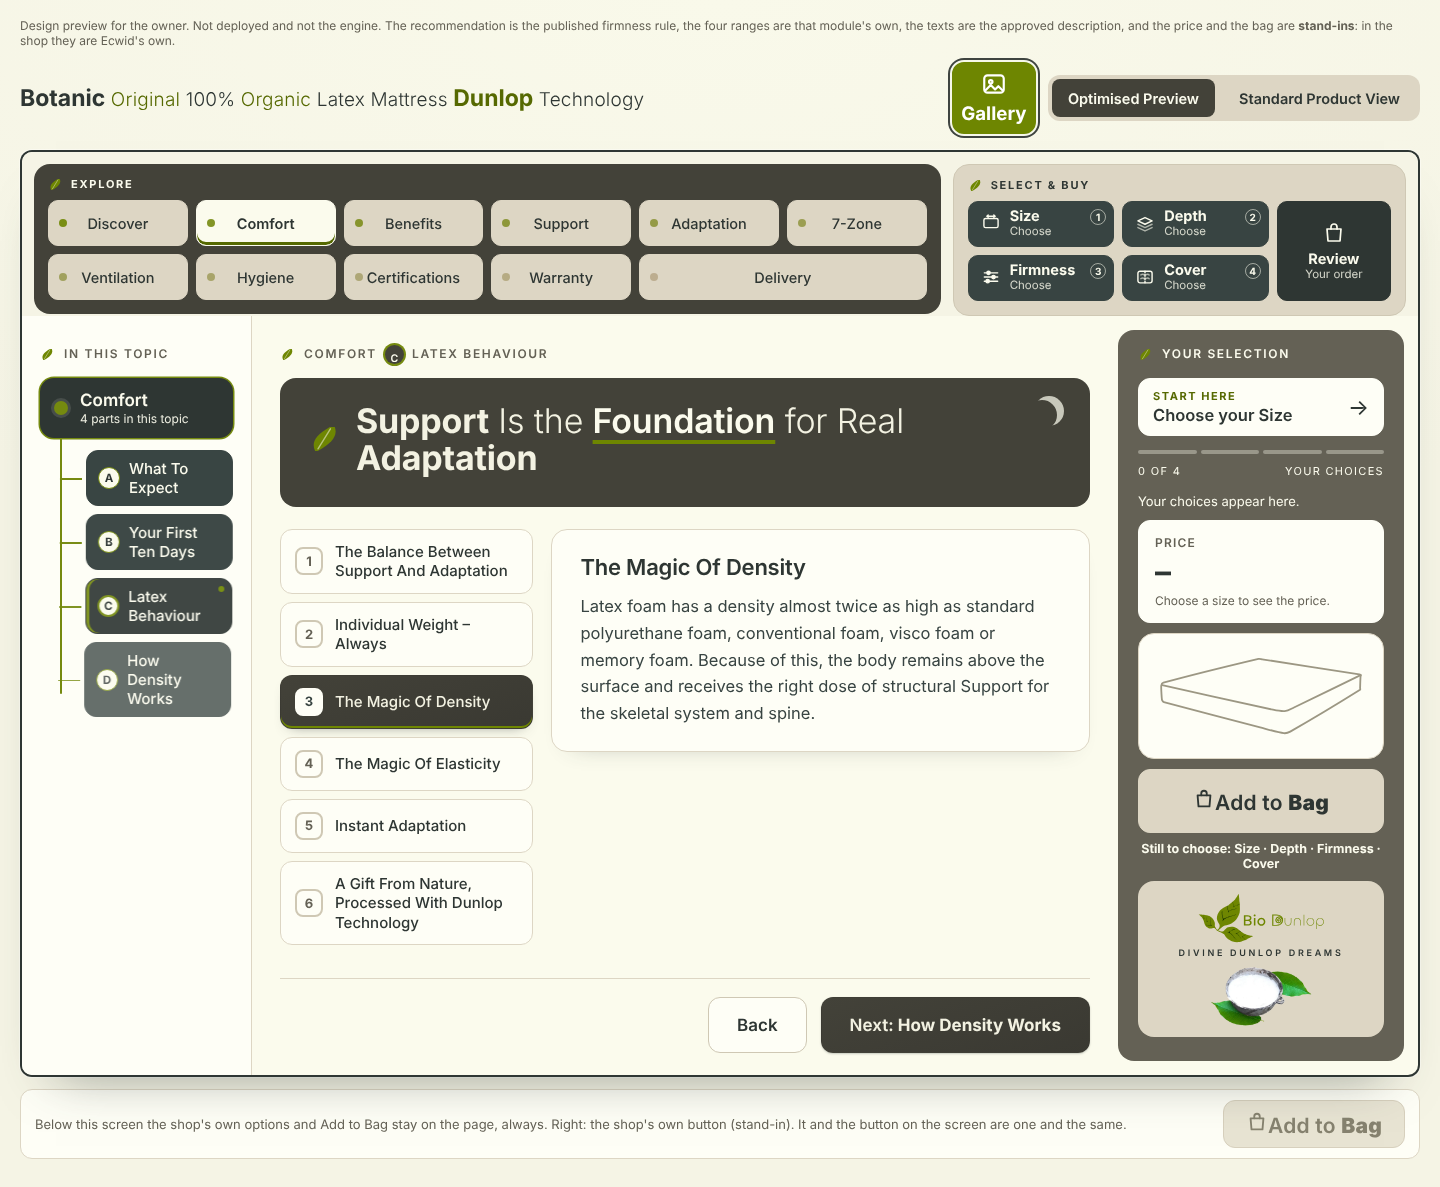 Design preview for the owner. Not deployed and not the engine. The recommendation is the published firmness rule, the four ranges are that module's own, the texts are the approved description, and the price and the bag are stand-ins: in the
shop they are Ecwid's own.
Botanic Original 100% Organic Latex Mattress Dunlop Technology
Gallery
Optimised Preview
Standard Product View
EXPLORE
Discover
Comfort
Benefits
Support
Adaptation
7-Zone
Ventilation
Hygiene
Certifications
Warranty
Delivery
SELECT & BUY
Size
Choose
1
Depth
Choose
2
Firmness
Choose
3
Cover
Choose
4
Review
Your order
IN THIS TOPIC
Comfort
4 parts in this topic
A
What To
Expect
B
Your First
Ten Days
C
Latex
Behaviour
D
How
Density
Works
COMFORT C LATEX BEHAVIOUR
Support Is the Foundation for Real
Adaptation
1
The Balance Between
Support And Adaptation
2
Individual Weight –
Always
3
The Magic Of Density
4
The Magic Of Elasticity
5
Instant Adaptation
6
A Gift From Nature,
Processed With Dunlop
Technology
The Magic Of Density
Latex foam has a density almost twice as high as standard
polyurethane foam, conventional foam, visco foam or
memory foam. Because of this, the body remains above the
surface and receives the right dose of structural Support for
the skeletal system and spine.
Back
Next: How Density Works
YOUR SELECTION
START HERE
Choose your Size
0 OF 4
YOUR CHOICES
Your choices appear here.
PRICE
–
Choose a size to see the price.
Add to Bag
Still to choose: Size · Depth · Firmness ·
Cover
Bio Dunlop
DIVINE DUNLOP DREAMS
Below this screen the shop's own options and Add to Bag stay on the page, always. Right: the shop's own button (stand-in). It and the button on the screen are one and the same.
Add to Bag